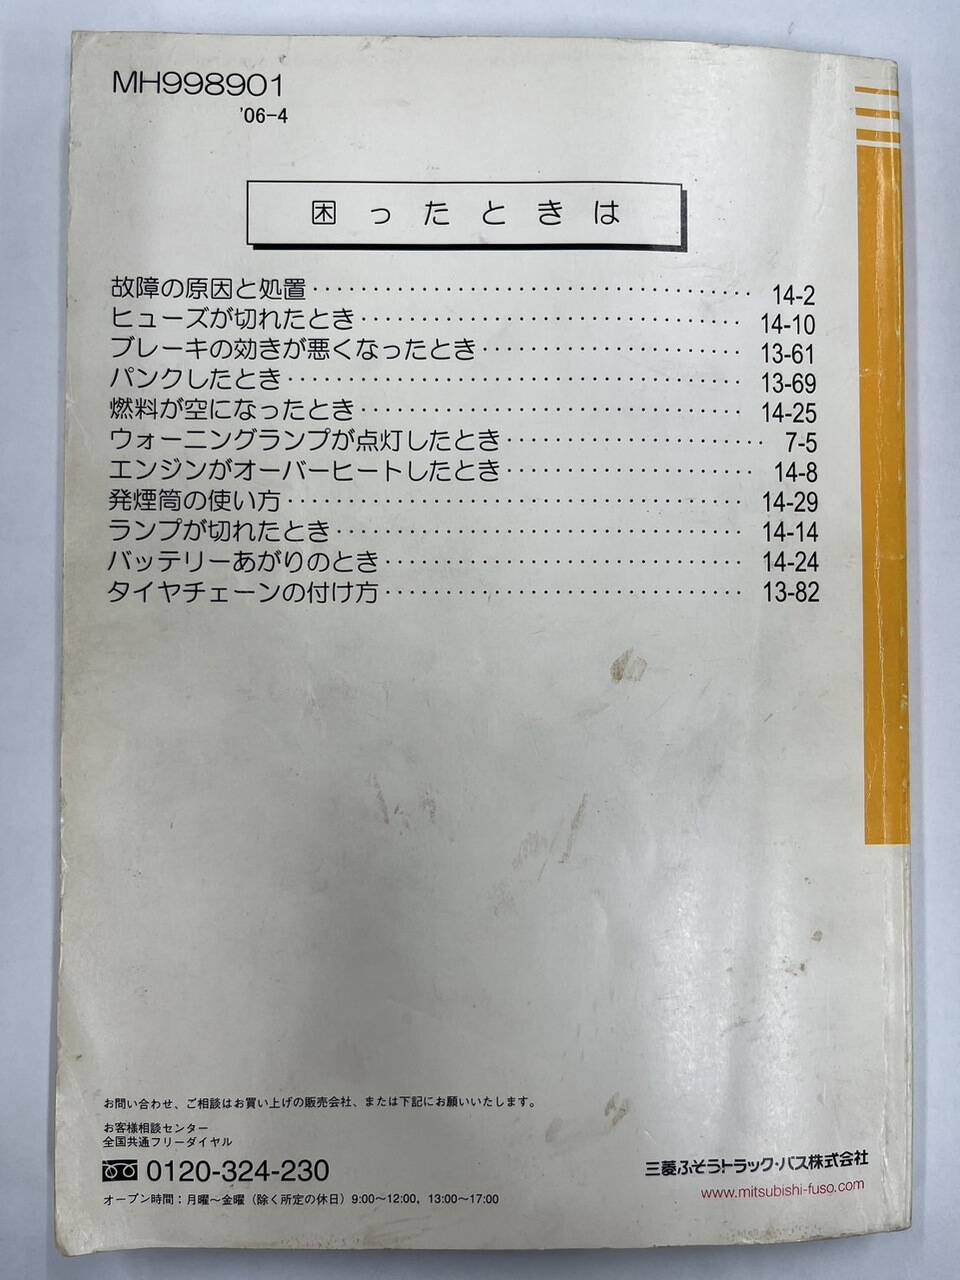 MH998901
'06-4
困ったときは
故障の原因と処置‥‥‥‥‥‥‥‥‥‥‥‥‥‥‥‥‥‥ 14-2
ヒューズが切れたとき‥‥‥‥‥‥‥‥‥‥‥‥‥‥‥‥ 14-10
ブレーキの効きが悪くなったとき‥‥‥‥‥‥‥‥‥‥‥ 13-61
パンクしたとき‥‥‥‥‥‥‥‥‥‥‥‥‥‥‥‥‥‥‥ 13-69
燃料が空になったとき‥‥‥‥‥‥‥‥‥‥‥‥‥‥‥‥ 14-25
ウォーニングランプが点灯したとき‥‥‥‥‥‥‥‥‥‥‥ 7-5
エンジンがオーバーヒートしたとき‥‥‥‥‥‥‥‥‥‥ 14-8
発煙筒の使い方‥‥‥‥‥‥‥‥‥‥‥‥‥‥‥‥‥‥‥ 14-29
ランプが切れたとき‥‥‥‥‥‥‥‥‥‥‥‥‥‥‥‥‥ 14-14
バッテリーあがりのとき‥‥‥‥‥‥‥‥‥‥‥‥‥‥‥ 14-24
タイヤチェーンの付け方‥‥‥‥‥‥‥‥‥‥‥‥‥‥‥ 13-82
お問い合わせ、ご相談はお買い上げの販売会社、または下記にお願いいたします。
お客様相談センター
全国共通フリーダイヤル
0120-324-230
オープン時間：月曜～金曜（除く所定の休日）9:00～12:00、13:00～17:00
三菱ふそうトラック・バス株式会社
www.mitsubishi-fuso.com